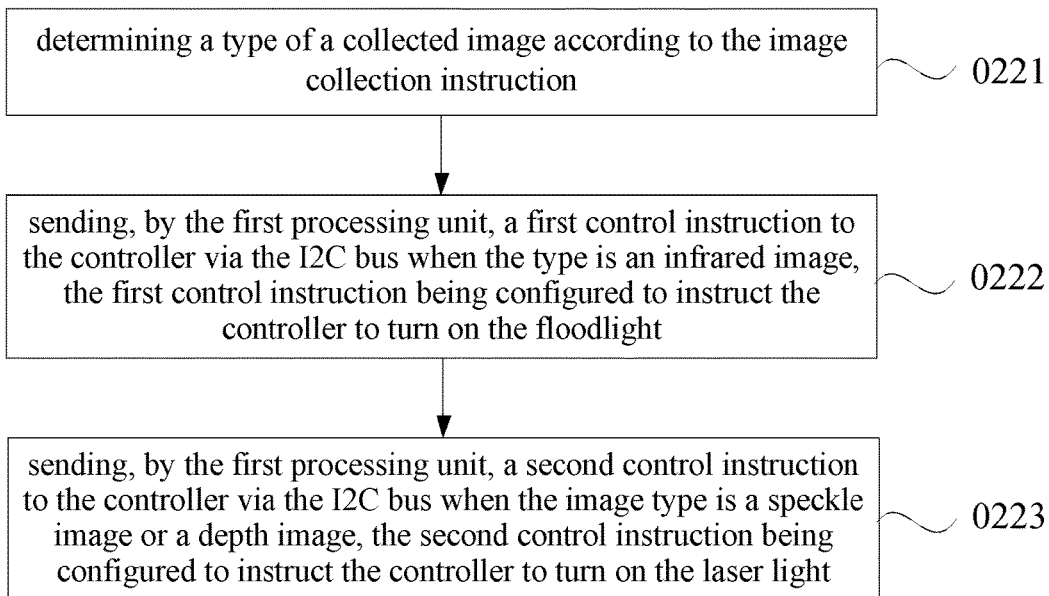 determining a type of a collected image according to the image
collection instruction
0221
sending, by the first processing unit, a first control instruction to
the controller via the I2C bus when the type is an infrared image,
the first control instruction being configured to instruct the
controller to turn on the floodlight
0222
sending, by the first processing unit, a second control instruction
to the controller via the I2C bus when the image type is a speckle
image or a depth image, the second control instruction being
configured to instruct the controller to turn on the laser light
0223